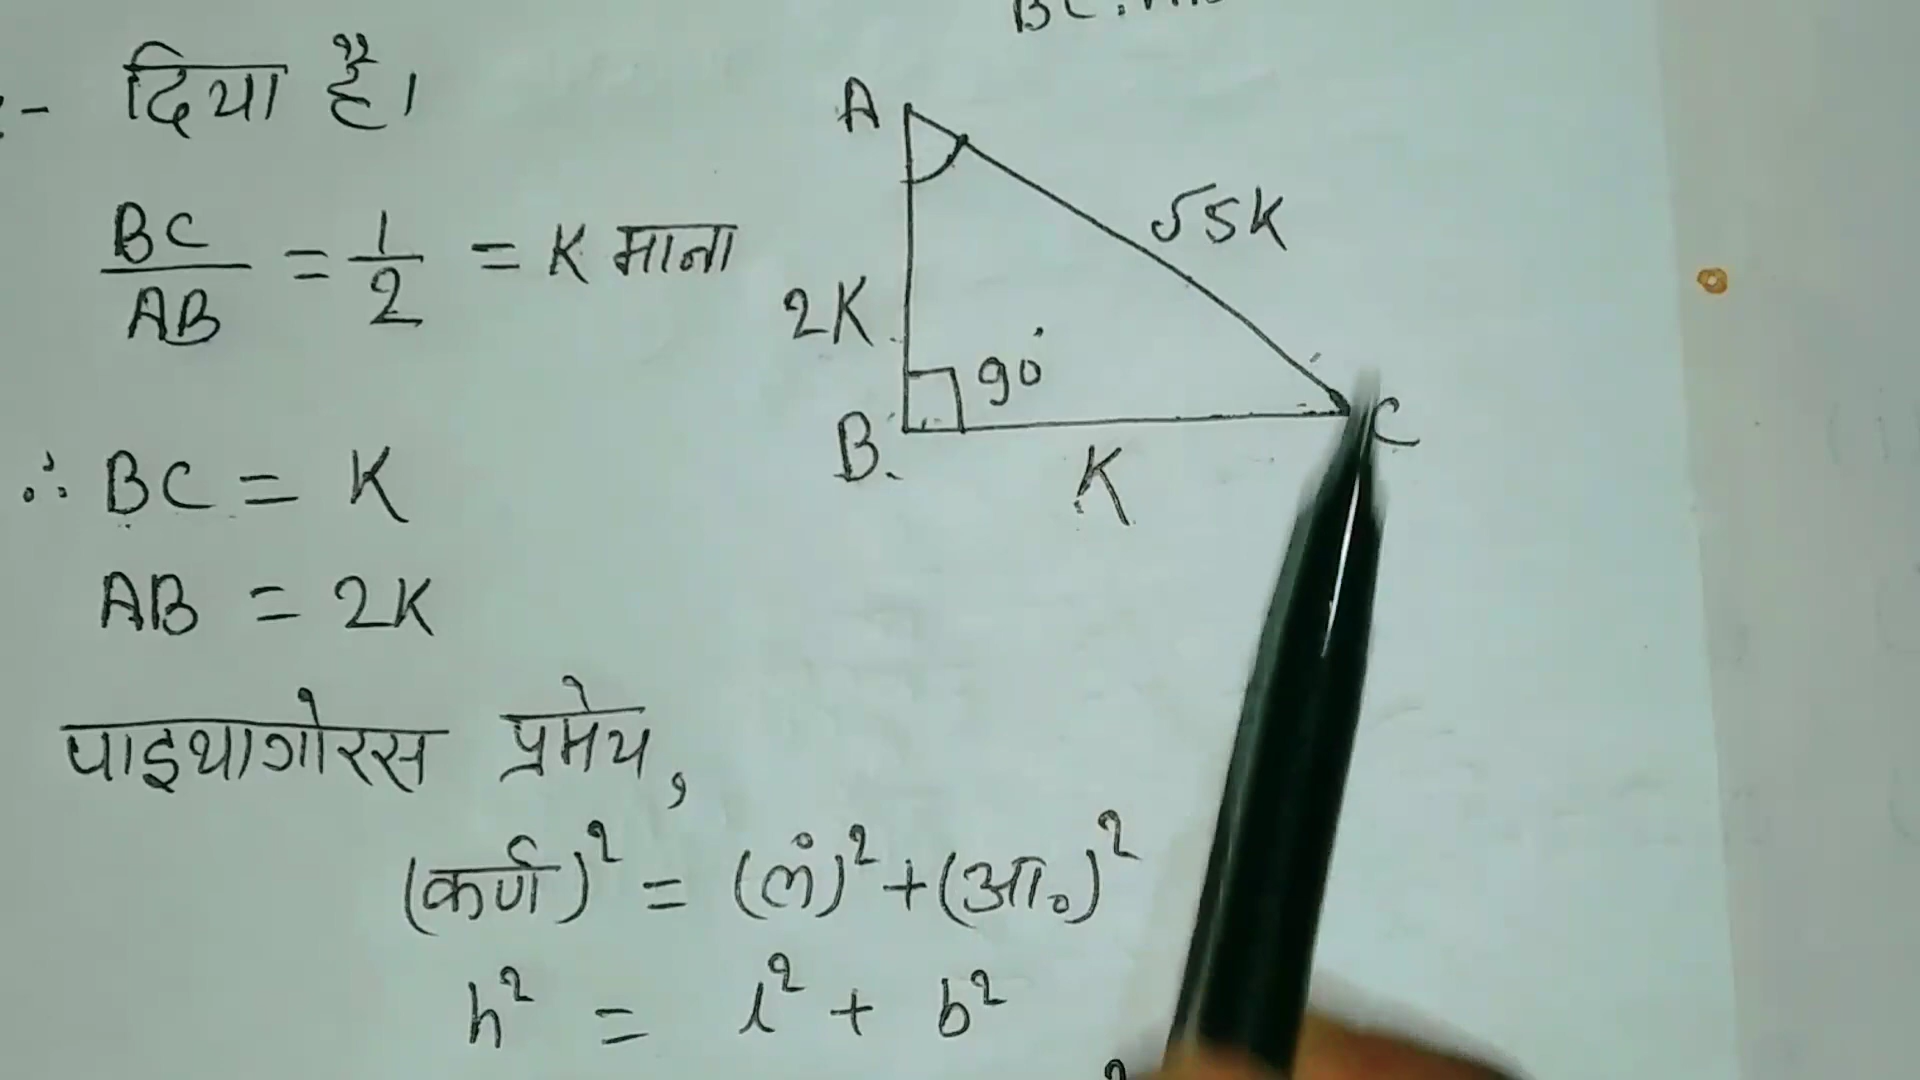 दिया है।
BC/AB = 1/2 = K माना
∴ BC = K
AB = 2K
पाइथागोरस प्रमेय,
(कर्ण)² = (लं)² + (आ०)²
h² = l² + b²
A
√5K
2K
90°
B
C
K